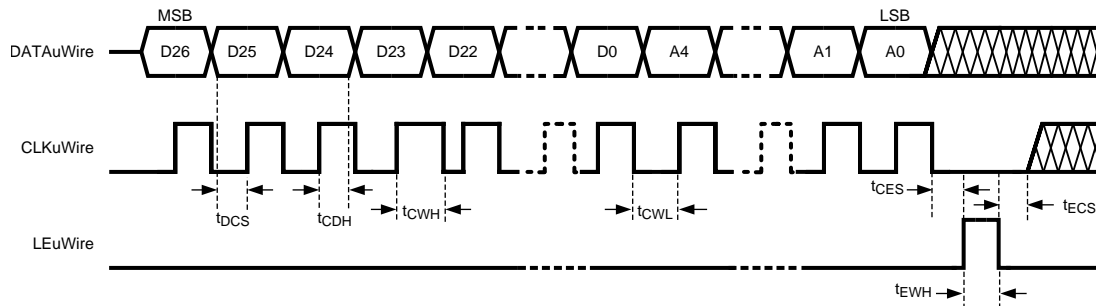 MSB LSB
DATAuWire D26 D25 D24 D23 D22 D0 A4 A1 A0
CLKuWire
tDCS tCDH tCWH tCWL tCES tECS
LEuWire
tEWH